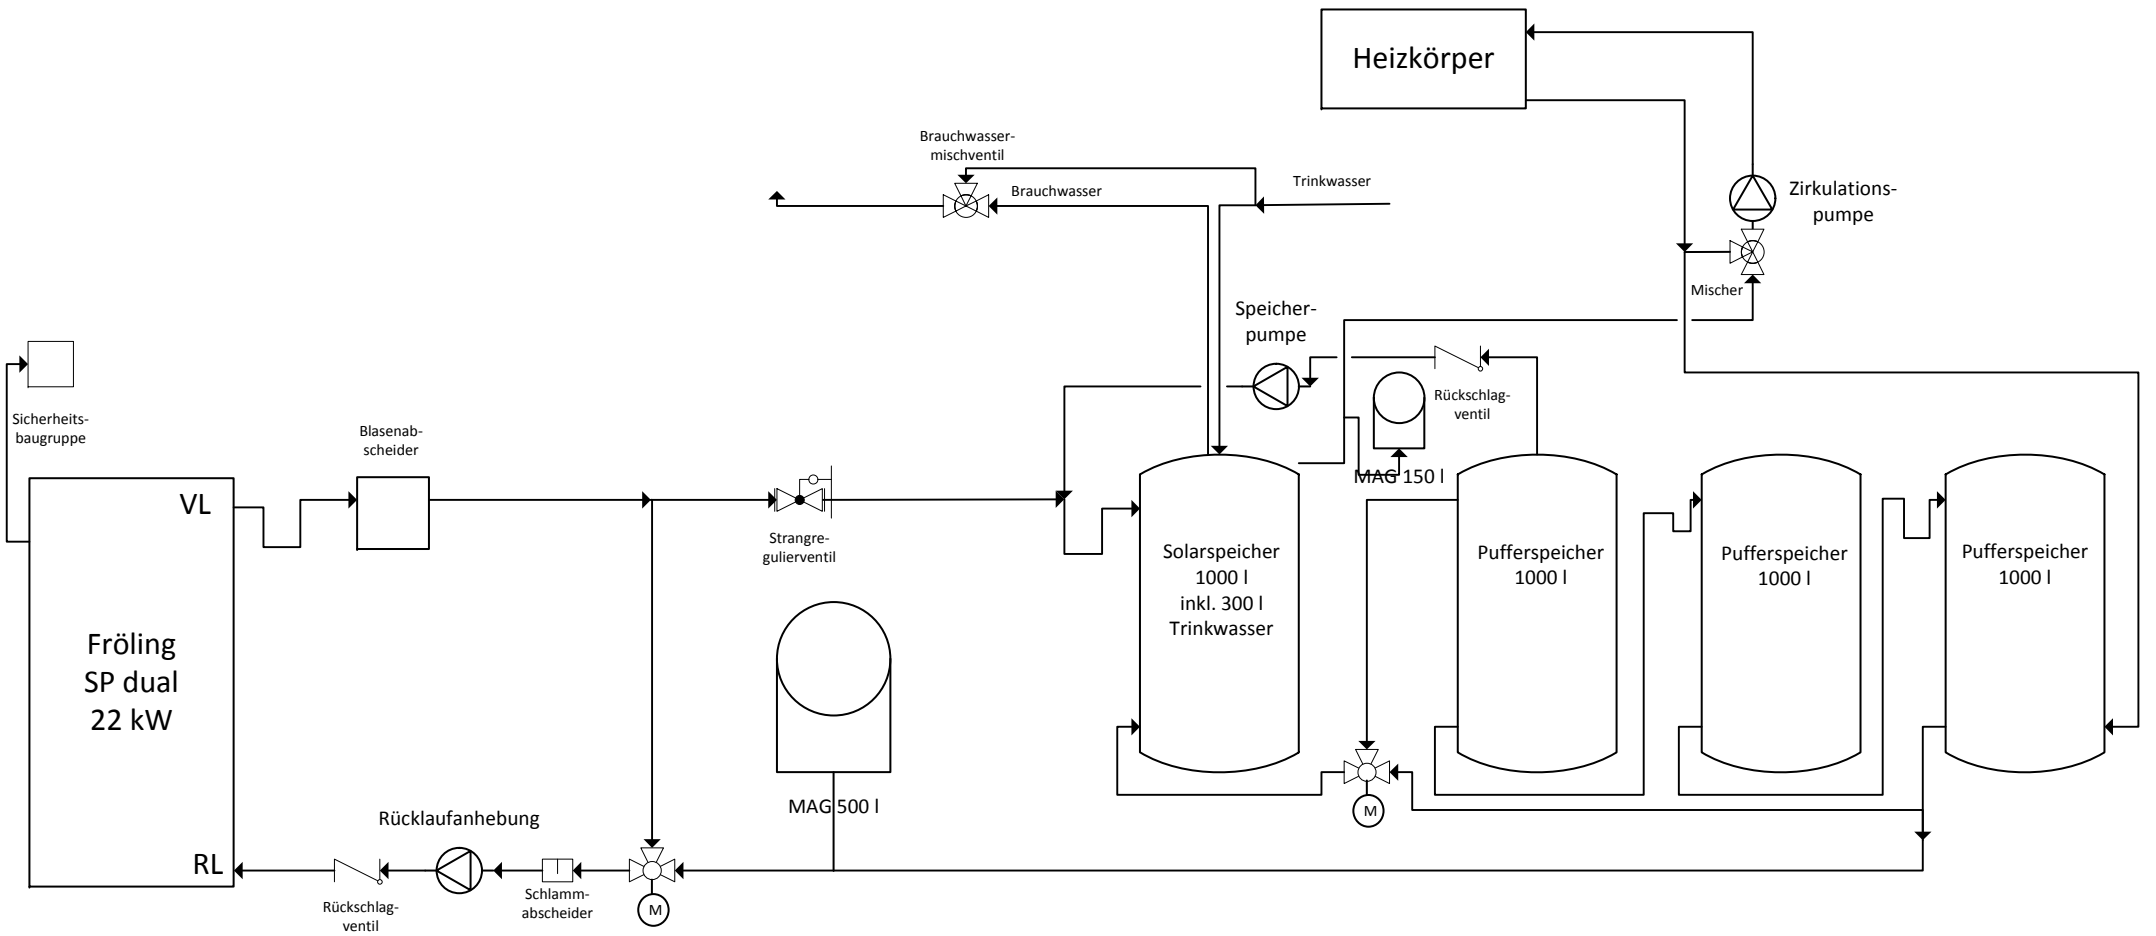 Heizkörper
Brauchwasser-
mischventil
Brauchwasser
Trinkwasser
Zirkulations-
pumpe
Mischer
Speicher-
pumpe
Sicherheits-
baugruppe
Blasenab-
scheider
Rückschlag-
ventil
MAG 150 l
VL
Strangre-
gulierventil
Solarspeicher
1000 l
inkl. 300 l
Trinkwasser
Pufferspeicher
1000 l
Pufferspeicher
1000 l
Pufferspeicher
1000 l
Fröling
SP dual
22 kW
MAG 500 l
M
Rücklaufanhebung
RL
Rückschlag-
ventil
Schlamm-
abscheider
M